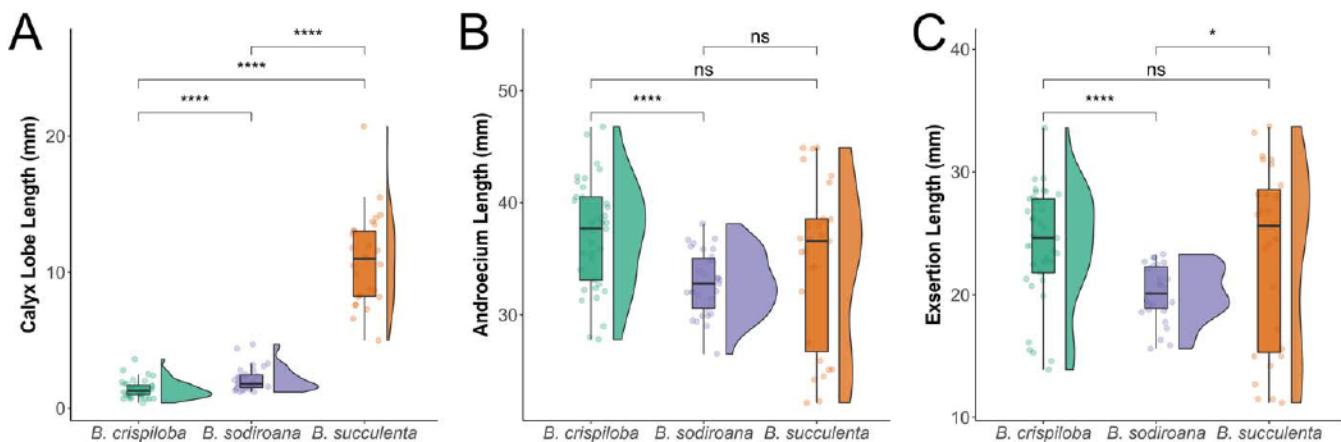 A
Calyx Lobe Length (mm)
20
10
0
****
****
****
B. crispiloba B. sodiroana B. succulenta
B
Androecium Length (mm)
50
40
30
ns
ns
****
B. crispiloba B. sodiroana B. succulenta
C
Exsertion Length (mm)
40
30
20
10
*
ns
****
B. crispiloba B. sodiroana B. succulenta